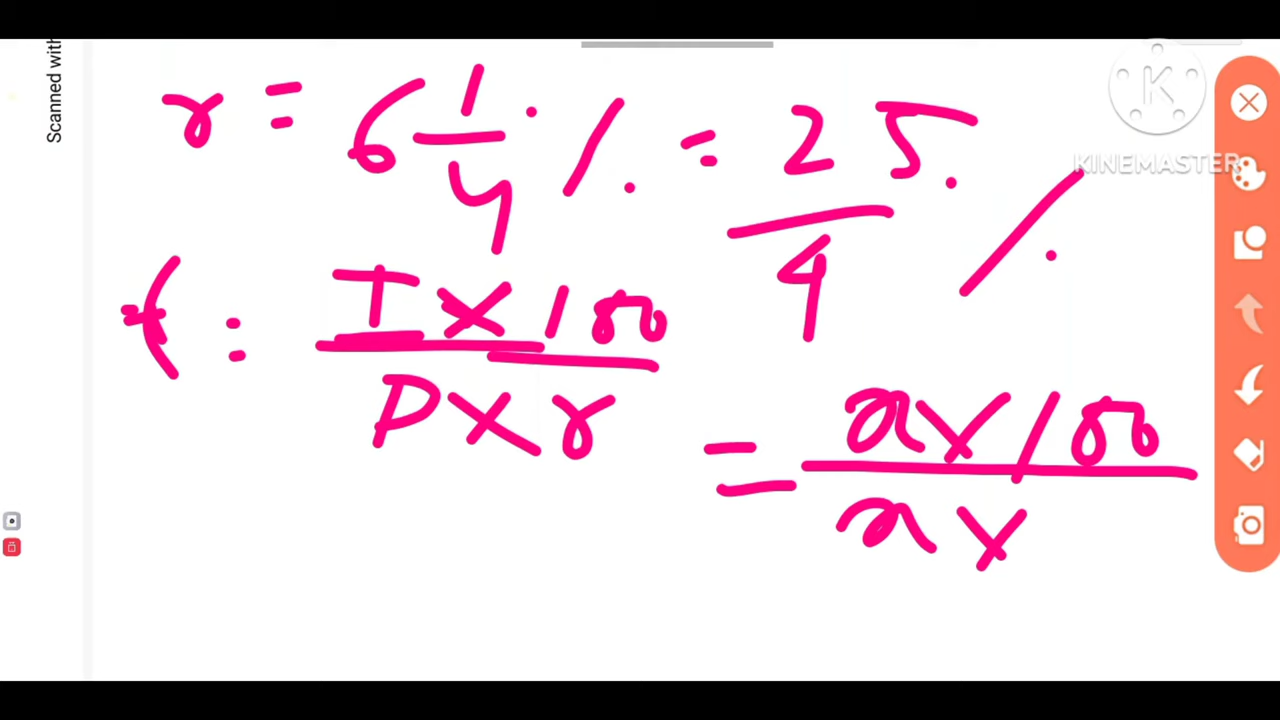 Scanned with
KINEMASTER
r = 6 1/4 % = 25/4 %
t = I × 100 / P × r
= a × 100 / a ×